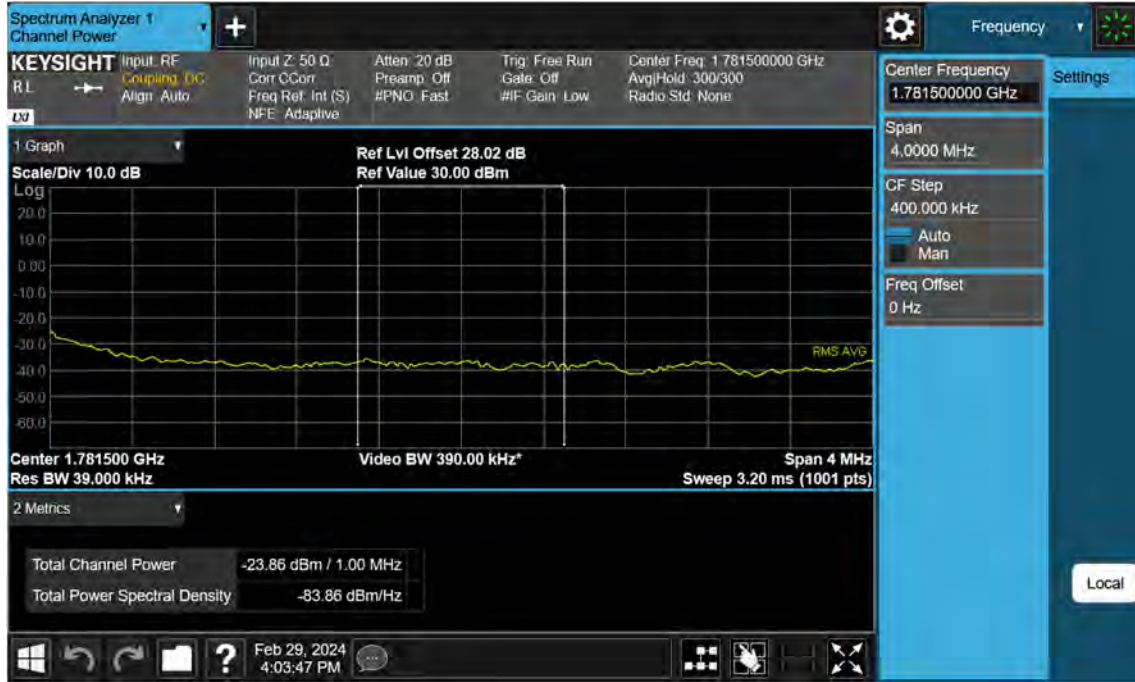 Spectrum Analyzer 1
Channel Power
+
Frequency
KEYSIGHT
RL
LXI
Input: RF
Coupling: DC
Align: Auto
Input Z: 50 Ω
Corr CCorr
Freq Ref: Int (S)
NFE: Adaptive
Atten: 20 dB
Preamp: Off
#PNO: Fast
Trig: Free Run
Gate: Off
#IF Gain: Low
Center Freq: 1.781500000 GHz
Avg|Hold: 300/300
Radio Std: None
Center Frequency
1.781500000 GHz
Settings
Span
4.0000 MHz
CF Step
400.000 kHz
Auto
Man
Freq Offset
0 Hz
1 Graph
Ref Lvl Offset 28.02 dB
Scale/Div 10.0 dB
Ref Value 30.00 dBm
Log
20.0
10.0
0.00
-10.0
-20.0
-30.0
RMS AVG
-40.0
-50.0
-60.0
Center 1.781500 GHz
Video BW 390.00 kHz*
Span 4 MHz
Res BW 39.000 kHz
Sweep 3.20 ms (1001 pts)
2 Metrics
Total Channel Power
-23.86 dBm / 1.00 MHz
Total Power Spectral Density
-83.86 dBm/Hz
Local
?
Feb 29, 2024
4:03:47 PM